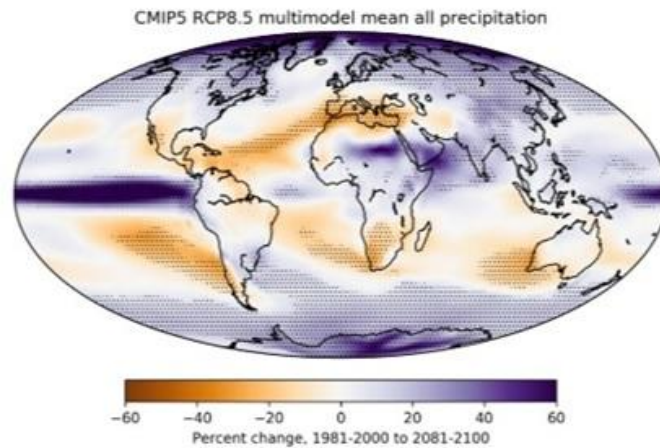 CMIP5 RCP8.5 multimodel mean all precipitation
−60 −40 −20 0 20 40 60
Percent change, 1981-2000 to 2081-2100